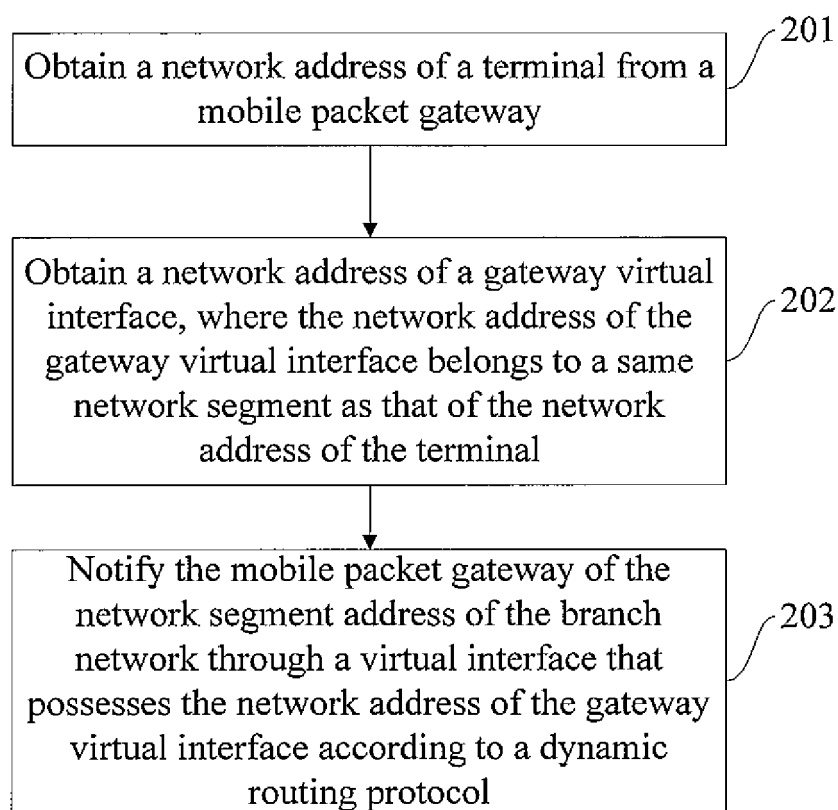 201
Obtain a network address of a terminal from a
mobile packet gateway
202
Obtain a network address of a gateway virtual
interface, where the network address of the
gateway virtual interface belongs to a same
network segment as that of the network
address of the terminal
203
Notify the mobile packet gateway of the
network segment address of the branch
network through a virtual interface that
possesses the network address of the gateway
virtual interface according to a dynamic
routing protocol